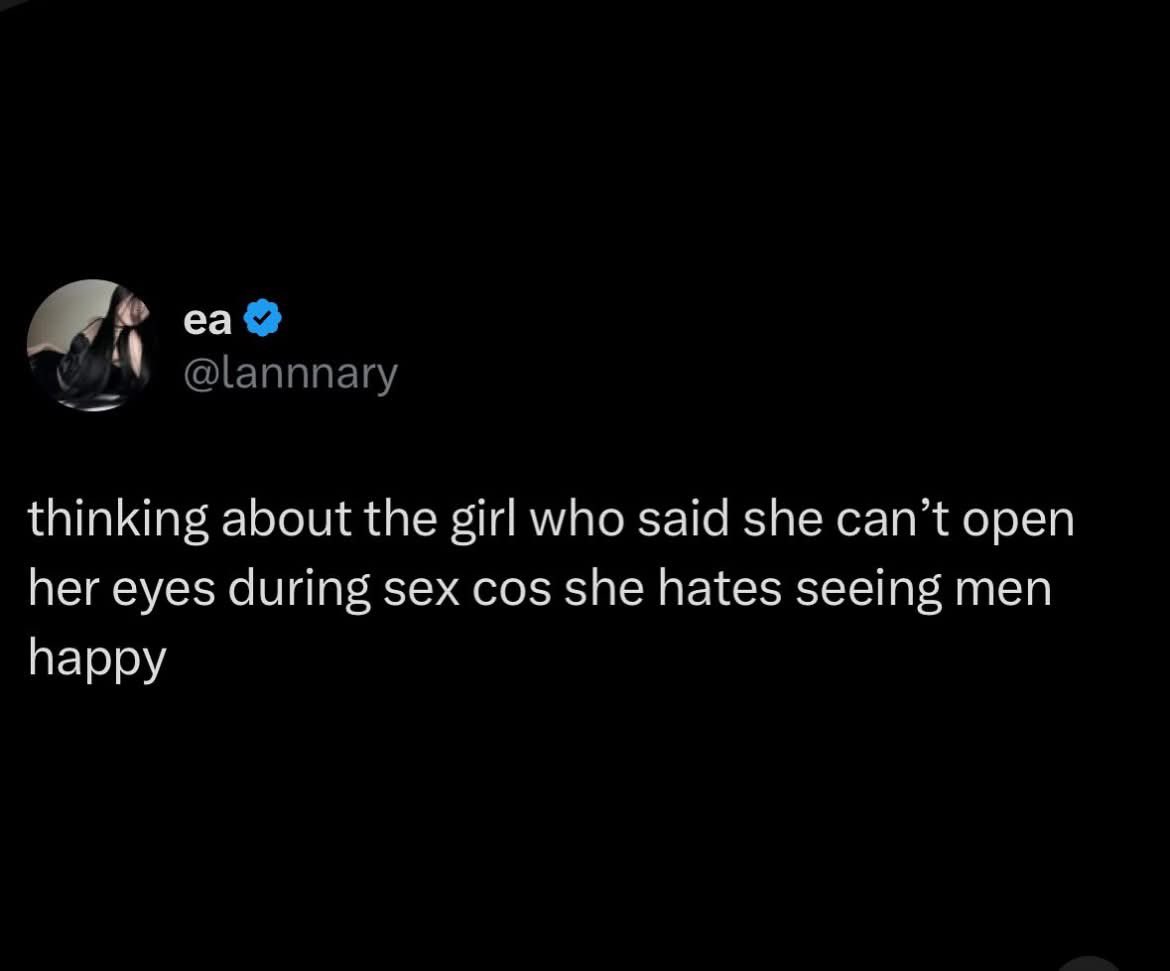 ea
@lannnary
thinking about the girl who said she can’t open
her eyes during sex cos she hates seeing men
happy